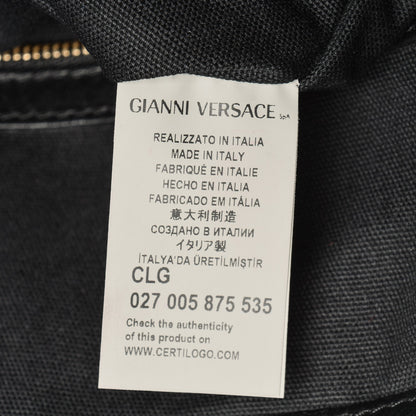 GIANNI VERSACE SpA
REALIZZATO IN ITALIA
MADE IN ITALY
FABRIQUÉ EN ITALIE
HECHO EN ITALIA
FABRICADO EM ITÁLIA
意大利制造
СОЗДАНО В ИТАЛИИ
イタリア製
İTALYA'DA ÜRETİLMİŞTİR
CLG
027 005 875 535
Check the authenticity
of this product on
WWW.CERTILOGO.COM